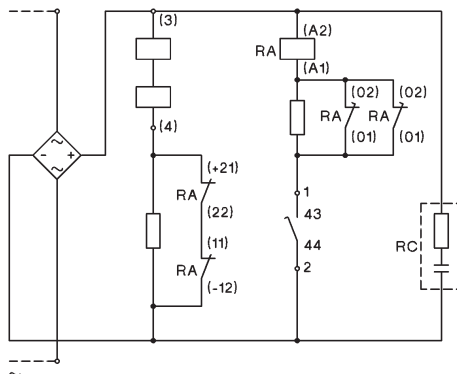 (3)
(A2)
RA
(A1)
(02) (02)
RA RA
(01) (01)
(4)
- +
(+21)
RA
(22)
1
43
(11)
44
RC
RA
2
(-12)